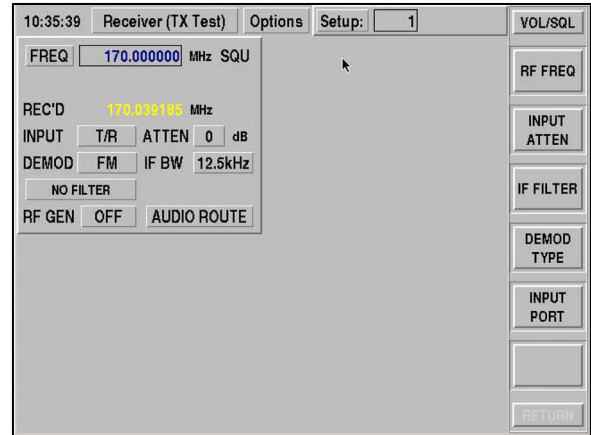 10:35:39 Receiver (TX Test) Options Setup: 1
FREQ 170.000000 MHz SQU
REC'D 170.039185 MHz
INPUT T/R ATTEN 0 dB
DEMOD FM IF BW 12.5kHz
NO FILTER
RF GEN OFF AUDIO ROUTE
VOL/SQL
RF FREQ
INPUT
ATTEN
IF FILTER
DEMOD
TYPE
INPUT
PORT
RETURN